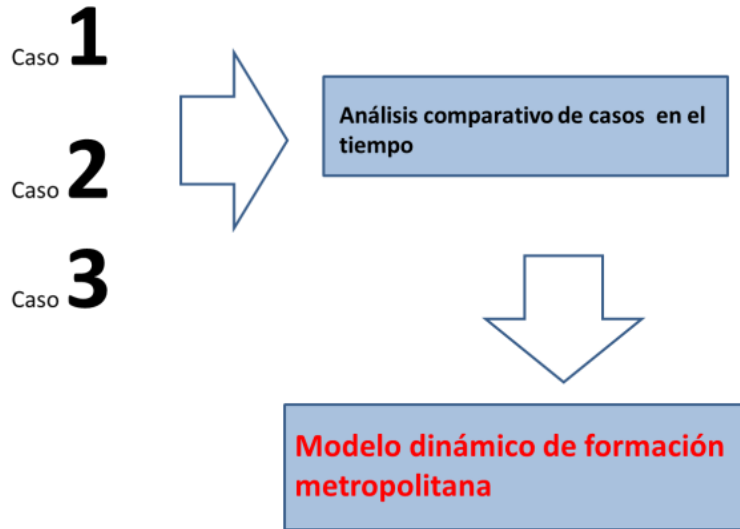 Caso 1
Análisis comparativo de casos en el
tiempo
Caso 2
Caso 3
Modelo dinámico de formación
metropolitana